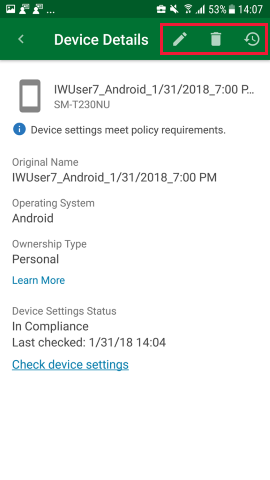 ... 53% 14:07
Device Details
IWUser7_Android_1/31/2018_7:00 P...
SM-T230NU
Device settings meet policy requirements.
Original Name
IWUser7_Android_1/31/2018_7:00 PM
Operating System
Android
Ownership Type
Personal
Learn More
Device Settings Status
In Compliance
Last checked: 1/31/18 14:04
Check device settings